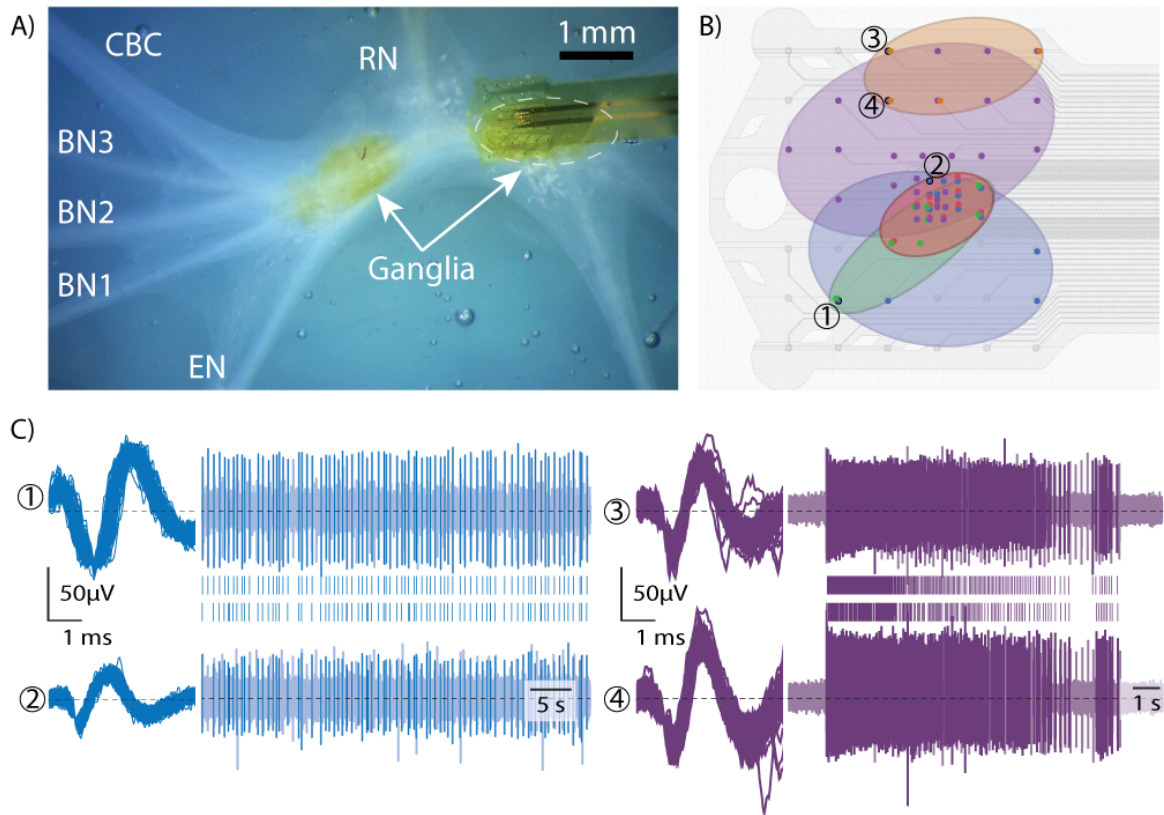 A)
CBC
RN
1 mm
BN3
BN2
BN1
Ganglia
EN
B)
③
④
②
①
C)
①
50µV
1 ms
②
5 s
③
50µV
1 ms
④
1 s